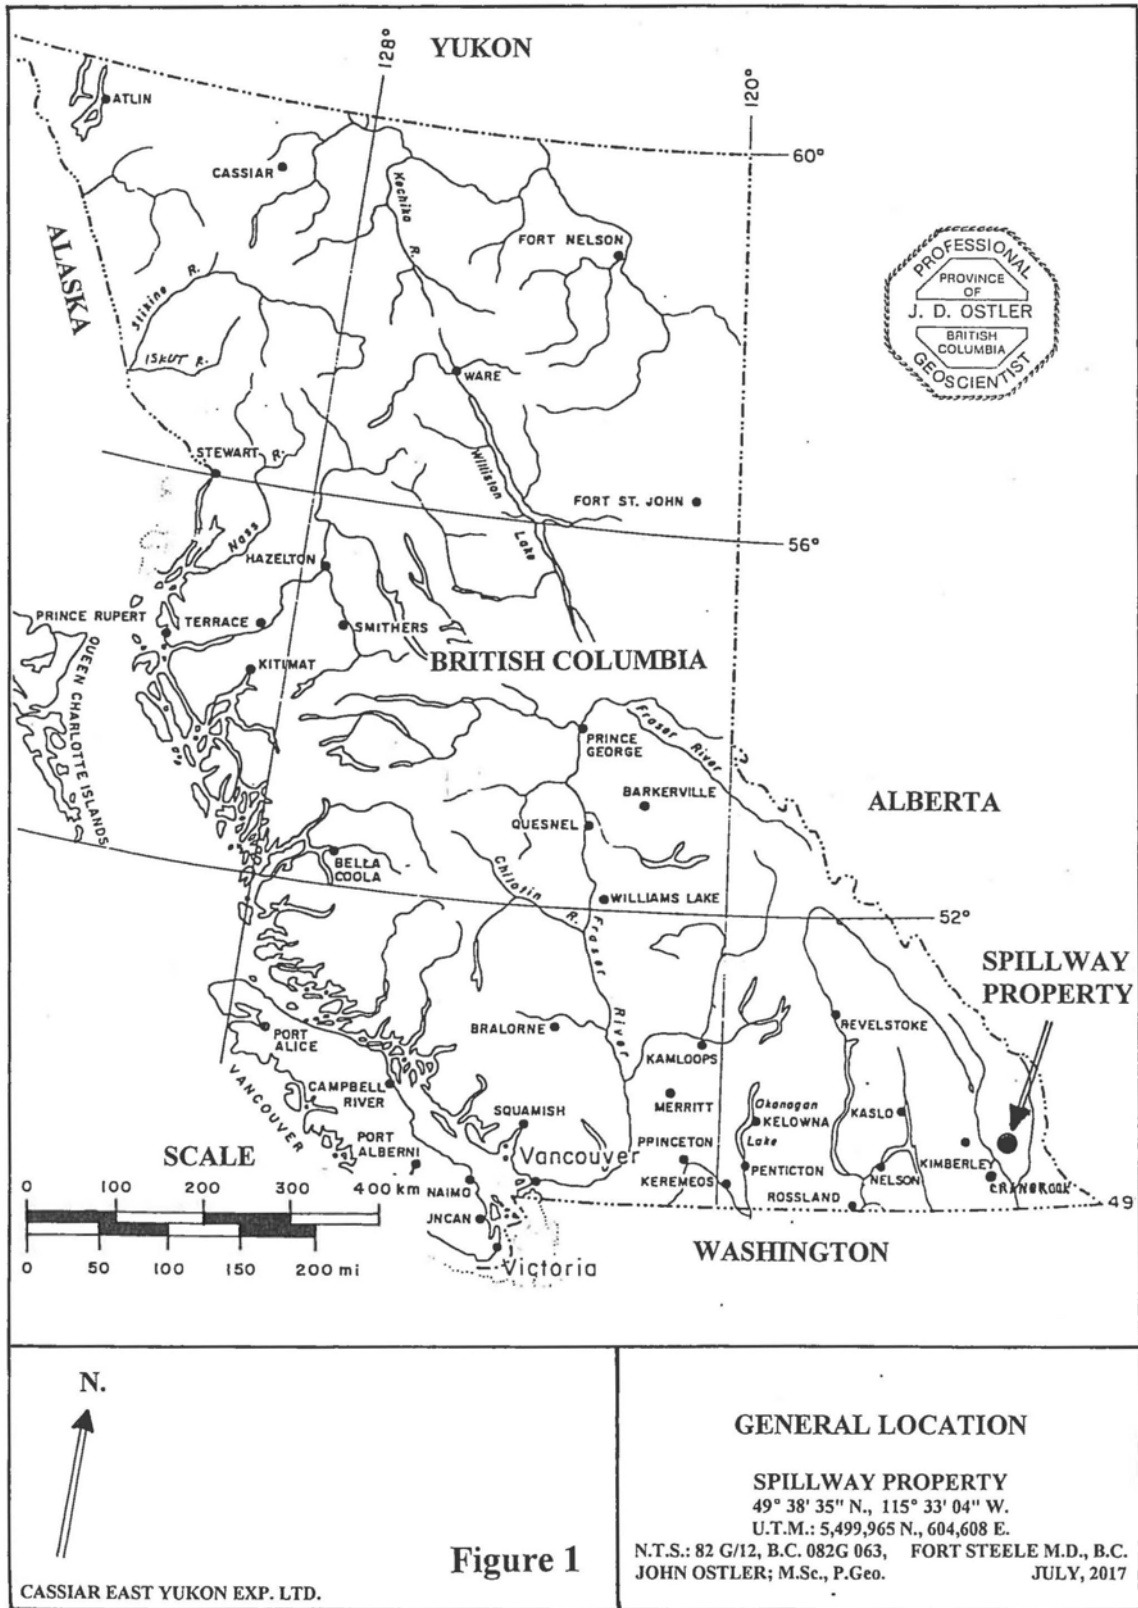 YUKON
128°
120°
ATLIN
60°
CASSIAR
Kechika R.
FORT NELSON
ALASKA
PROFESSIONAL
PROVINCE
OF
J. D. OSTLER
BRITISH
COLUMBIA
GEOSCIENTIST
Stikine R.
ISKUT R.
WARE
STEWART
R.
Nass
Williston
Lake
FORT ST. JOHN
56°
HAZELTON
PRINCE RUPERT
TERRACE
SMITHERS
KITIMAT
BRITISH COLUMBIA
QUEEN CHARLOTTE ISLANDS
Fraser River
PRINCE
GEORGE
BARKERVILLE
ALBERTA
QUESNEL
BELLA
COOLA
Chilotin
R.
WILLIAMS LAKE
52°
Fraser
River
SPILLWAY
PROPERTY
PORT
ALICE
BRALORNE
REVELSTOKE
KAMLOOPS
VANCOUVER
CAMPBELL
RIVER
MERRITT
Okanagan
KELOWNA
Lake
KASLO
SQUAMISH
PORT
ALBERNI
PRINCETON
SCALE
Vancouver
PENTICTON
KIMBERLEY
NELSON
KEREMEOS
ROSSLAND
CRANBROOK
0 100 200 300 400 km
NAIMO
49
JNCAN
WASHINGTON
0 50 100 150 200 mi
Victoria
N.
GENERAL LOCATION
SPILLWAY PROPERTY
49° 38' 35" N., 115° 33' 04" W.
U.T.M.: 5,499,965 N., 604,608 E.
N.T.S.: 82 G/12, B.C. 082G 063, FORT STEELE M.D., B.C.
JOHN OSTLER; M.Sc., P.Geo. JULY, 2017
Figure 1
CASSIAR EAST YUKON EXP. LTD.